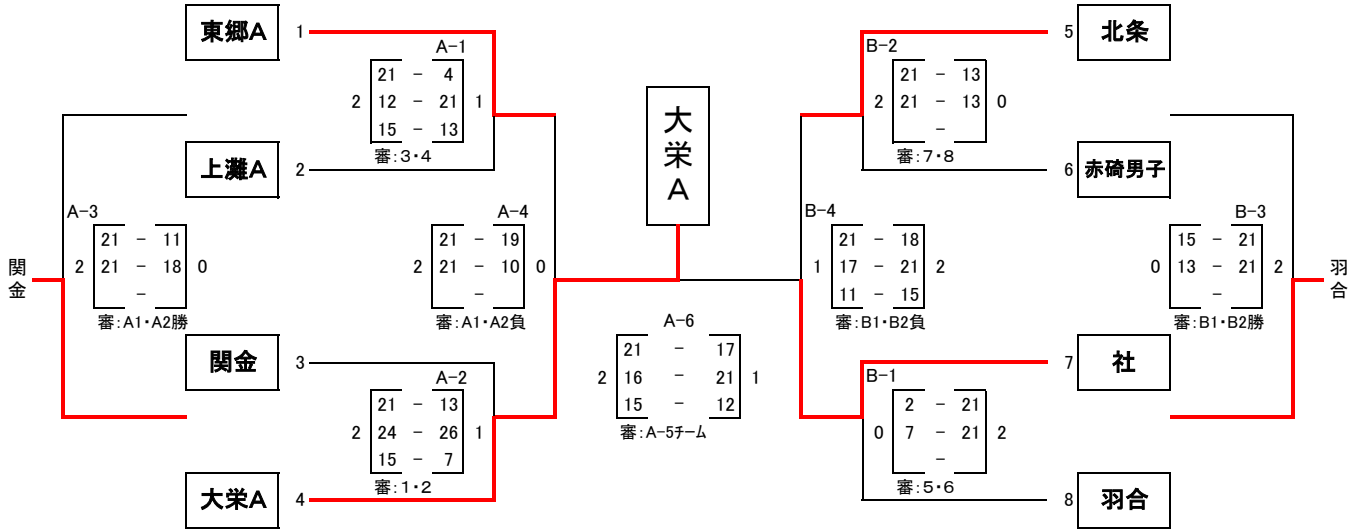 東郷A 1
A-1
21 - 4
2 12 - 21 1
15 - 13
審:3・4
上灘A 2
A-3
21 - 11
2 21 - 18 0
-
審:A1・A2勝
関金
A-4
21 - 19
2 21 - 10 0
-
審:A1・A2負
関金 3
A-2
21 - 13
2 24 - 26 1
15 - 7
審:1・2
大栄A 4
大栄A
A-6
21 - 17
2 16 - 21 1
15 - 12
審:A-5チーム
5 北条
B-2
21 - 13
2 21 - 13 0
-
審:7・8
6 赤碕男子
B-4
21 - 18
1 17 - 21 2
11 - 15
審:B1・B2負
B-3
15 - 21
0 13 - 21 2
-
審:B1・B2勝
羽合
7 社
B-1
2 - 21
0 7 - 21 2
-
審:5・6
8 羽合